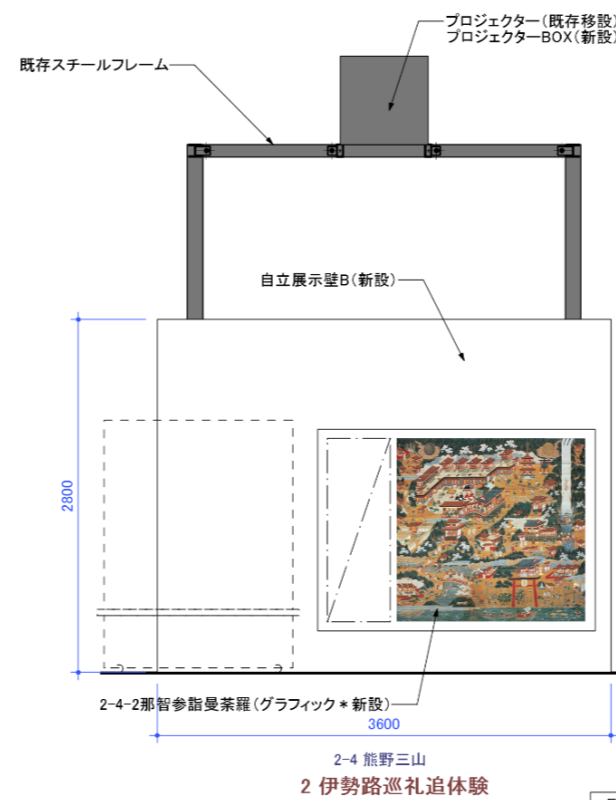 プロジェクター(既存移設)
プロジェクターBOX(新設)
既存スチールフレーム
自立展示壁B(新設)
2800
2-4-2那智参詣曼荼羅(グラフィック*新設)
3600
2-4 熊野三山
2 伊勢路巡礼追体験